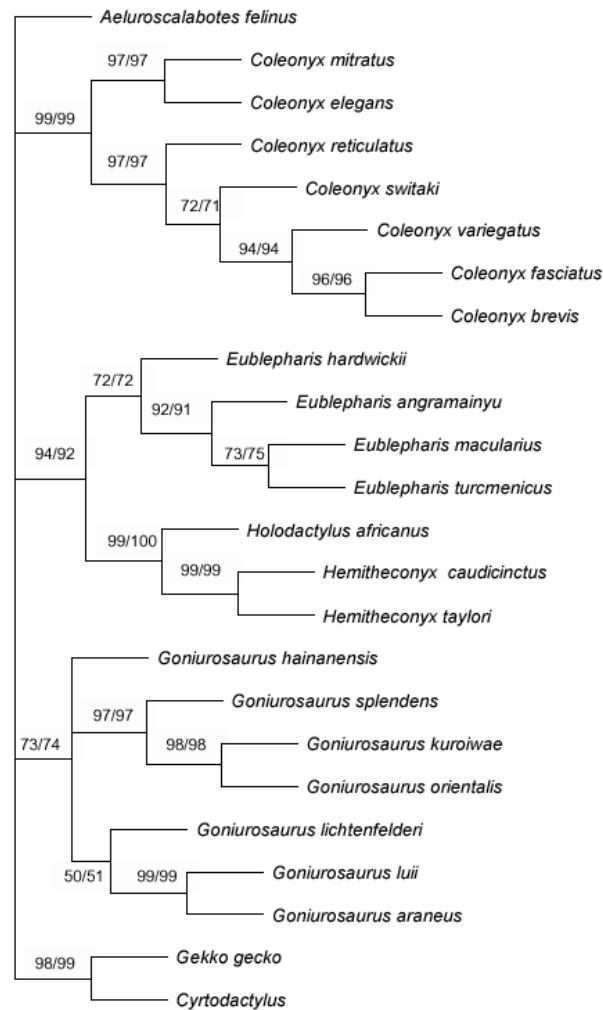 Aeluroscalabotes felinus
97/97
Coleonyx mitratus
Coleonyx elegans
99/99
Coleonyx reticulatus
97/97
Coleonyx switaki
72/71
Coleonyx variegatus
94/94
Coleonyx fasciatus
96/96
Coleonyx brevis
Eublepharis hardwickii
72/72
Eublepharis angramainyu
92/91
Eublepharis macularius
94/92
73/75
Eublepharis turcmenicus
Holodactylus africanus
99/100
Hemitheconyx caudicinctus
99/99
Hemitheconyx taylori
Goniurosaurus hainanensis
Goniurosaurus splendens
97/97
Goniurosaurus kuroiwae
73/74
98/98
Goniurosaurus orientalis
Goniurosaurus lichtenfelderi
Goniurosaurus luii
50/51
99/99
Goniurosaurus araneus
Gekko gecko
98/99
Cyrtodactylus